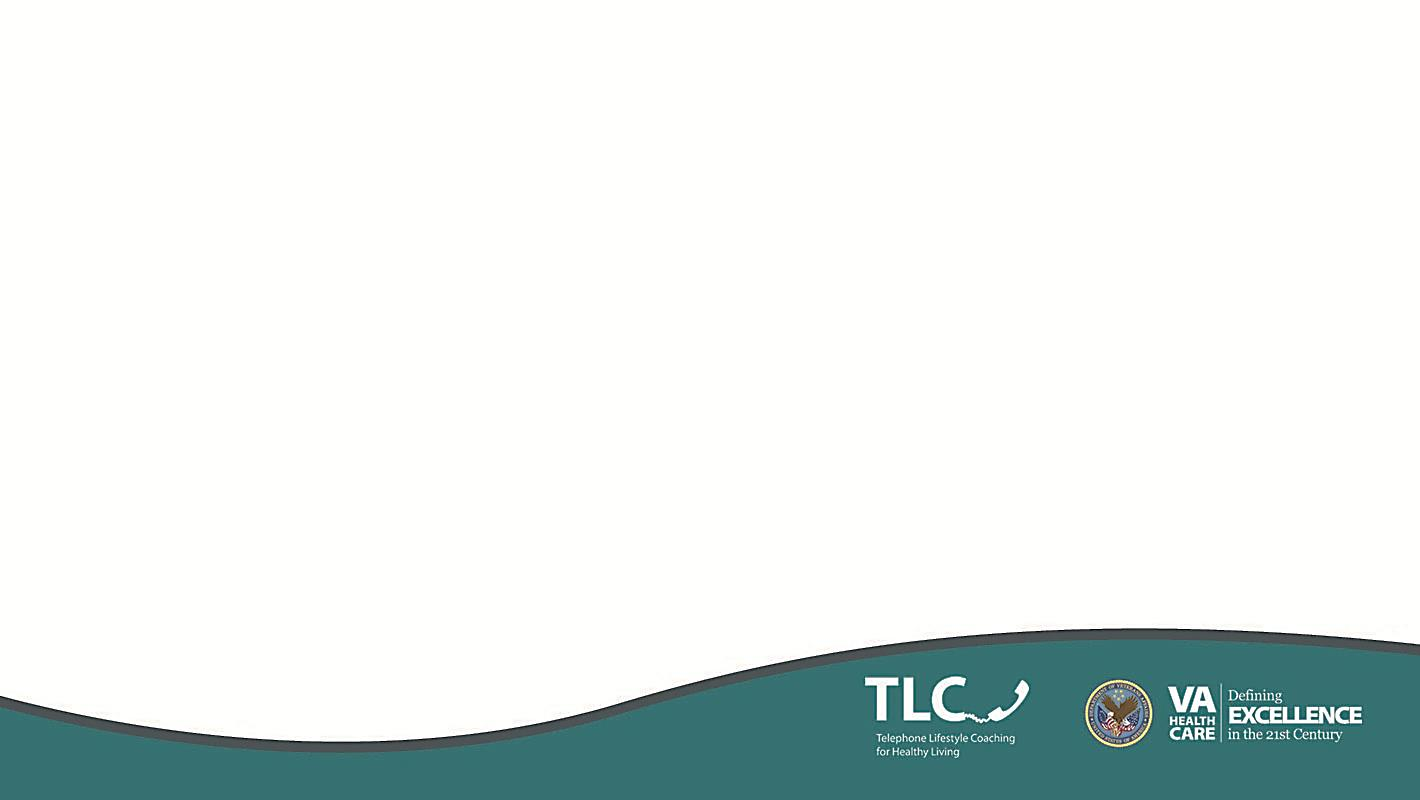 TLC
Telephone Lifestyle Coaching
for Healthy Living
VA
HEALTH
CARE
Defining
EXCELLENCE
in the 21st Century